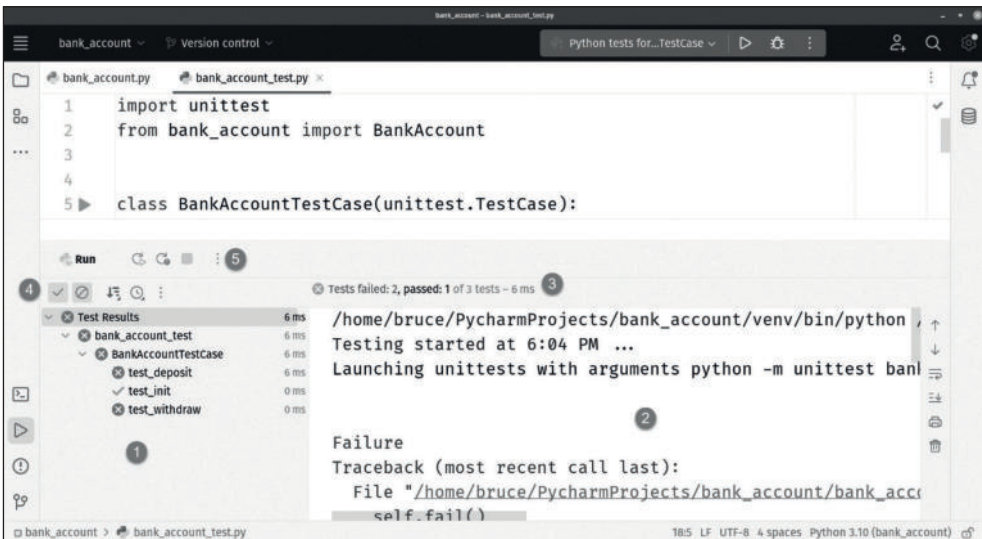 bank_account – bank_account_test.py
bank_account
Version control
Python tests for...TestCase
bank_account.py
bank_account_test.py
1 import unittest
2 from bank_account import BankAccount
3
4
5 class BankAccountTestCase(unittest.TestCase):
Run
5
4
Tests failed: 2, passed: 1 of 3 tests – 6 ms
3
Test Results 6 ms
bank_account_test 6 ms
BankAccountTestCase 6 ms
test_deposit 6 ms
test_init 0 ms
test_withdraw 0 ms
1
/home/bruce/PycharmProjects/bank_account/venv/bin/python /
Testing started at 6:04 PM ...
Launching unittests with arguments python -m unittest bank
2
Failure
Traceback (most recent call last):
File "/home/bruce/PycharmProjects/bank_account/bank_acco
self.fail()
bank_account > bank_account_test.py
18:5 LF UTF-8 4 spaces Python 3.10 (bank_account)